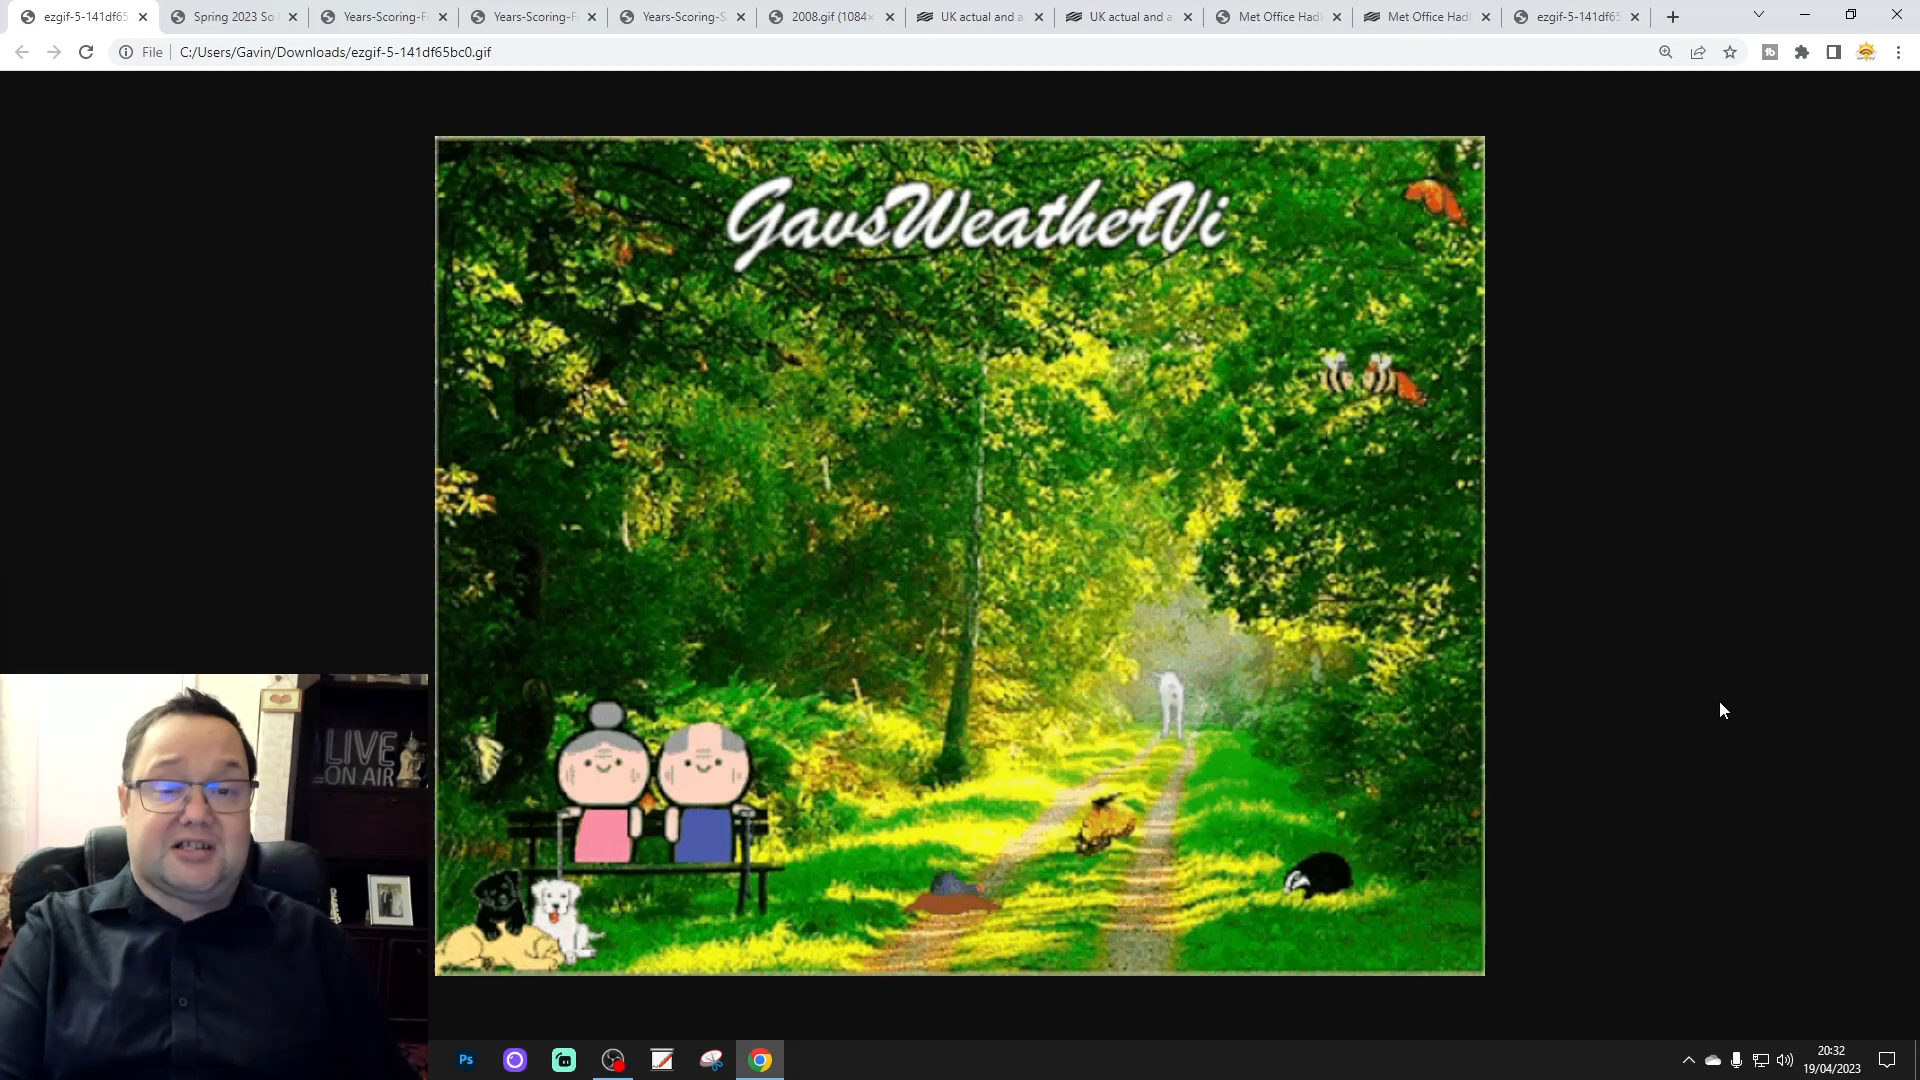 ezgif-5-141df65
Spring 2023 So
Years-Scoring-F
Years-Scoring-F
Years-Scoring-S
2008.gif (1084×
UK actual and a
UK actual and a
Met Office Hadl
Met Office Hadl
ezgif-5-141df65
File
C:/Users/Gavin/Downloads/ezgif-5-141df65bc0.gif
GavsWeatherVi
LIVE
ON AIR
Ps
20:32
19/04/2023